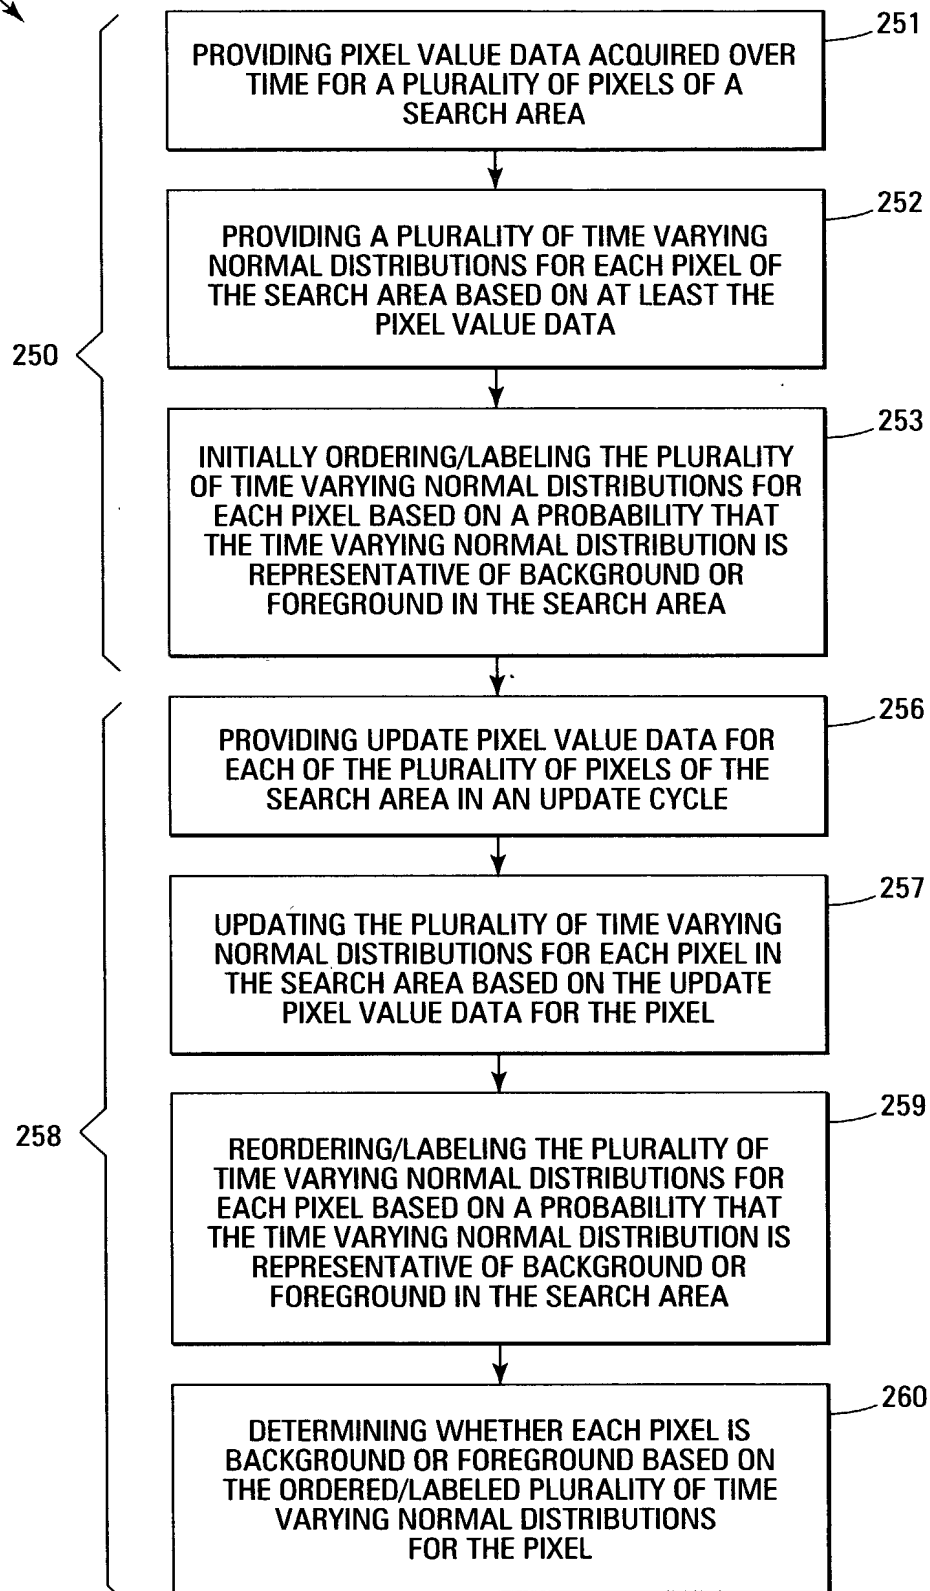 251
PROVIDING PIXEL VALUE DATA ACQUIRED OVER
TIME FOR A PLURALITY OF PIXELS OF A
SEARCH AREA
252
PROVIDING A PLURALITY OF TIME VARYING
NORMAL DISTRIBUTIONS FOR EACH PIXEL OF
THE SEARCH AREA BASED ON AT LEAST THE
PIXEL VALUE DATA
250
253
INITIALLY ORDERING/LABELING THE PLURALITY
OF TIME VARYING NORMAL DISTRIBUTIONS FOR
EACH PIXEL BASED ON A PROBABILITY THAT
THE TIME VARYING NORMAL DISTRIBUTION IS
REPRESENTATIVE OF BACKGROUND OR
FOREGROUND IN THE SEARCH AREA
256
PROVIDING UPDATE PIXEL VALUE DATA FOR
EACH OF THE PLURALITY OF PIXELS OF THE
SEARCH AREA IN AN UPDATE CYCLE
257
UPDATING THE PLURALITY OF TIME VARYING
NORMAL DISTRIBUTIONS FOR EACH PIXEL IN
THE SEARCH AREA BASED ON THE UPDATE
PIXEL VALUE DATA FOR THE PIXEL
258
259
REORDERING/LABELING THE PLURALITY OF
TIME VARYING NORMAL DISTRIBUTIONS FOR
EACH PIXEL BASED ON A PROBABILITY THAT
THE TIME VARYING NORMAL DISTRIBUTION IS
REPRESENTATIVE OF BACKGROUND OR
FOREGROUND IN THE SEARCH AREA
260
DETERMINING WHETHER EACH PIXEL IS
BACKGROUND OR FOREGROUND BASED ON
THE ORDERED/LABELED PLURALITY OF TIME
VARYING NORMAL DISTRIBUTIONS
FOR THE PIXEL